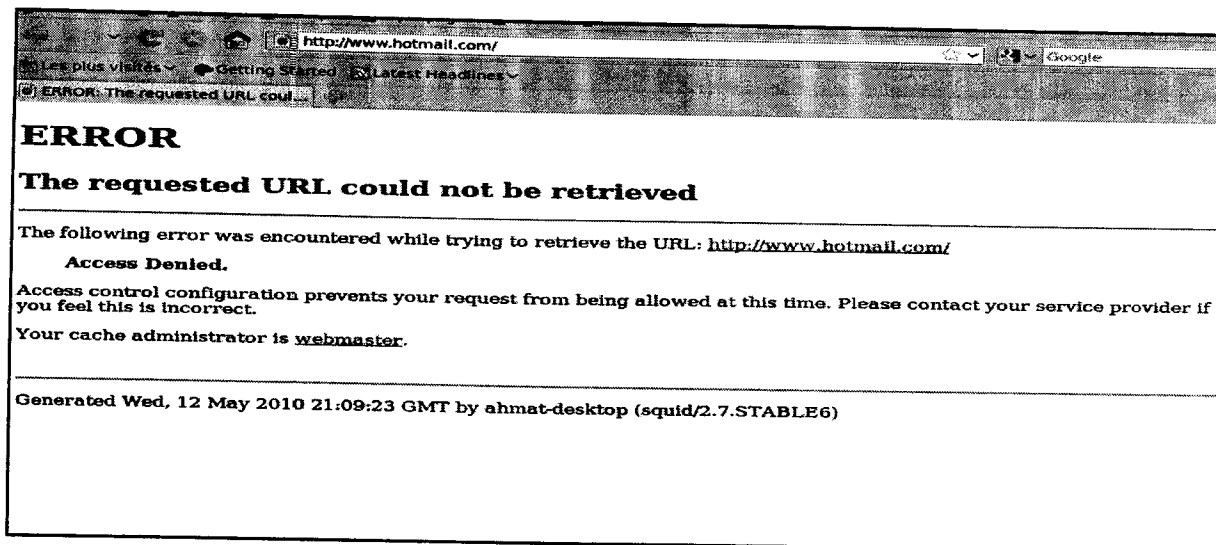 http://www.hotmail.com/
Google
Les plus visités
Getting Started
Latest Headlines
ERROR: The requested URL coul...
ERROR
The requested URL could not be retrieved
The following error was encountered while trying to retrieve the URL: http://www.hotmail.com/
Access Denied.
Access control configuration prevents your request from being allowed at this time. Please contact your service provider if
you feel this is incorrect.
Your cache administrator is webmaster.
Generated Wed, 12 May 2010 21:09:23 GMT by ahmat-desktop (squid/2.7.STABLE6)